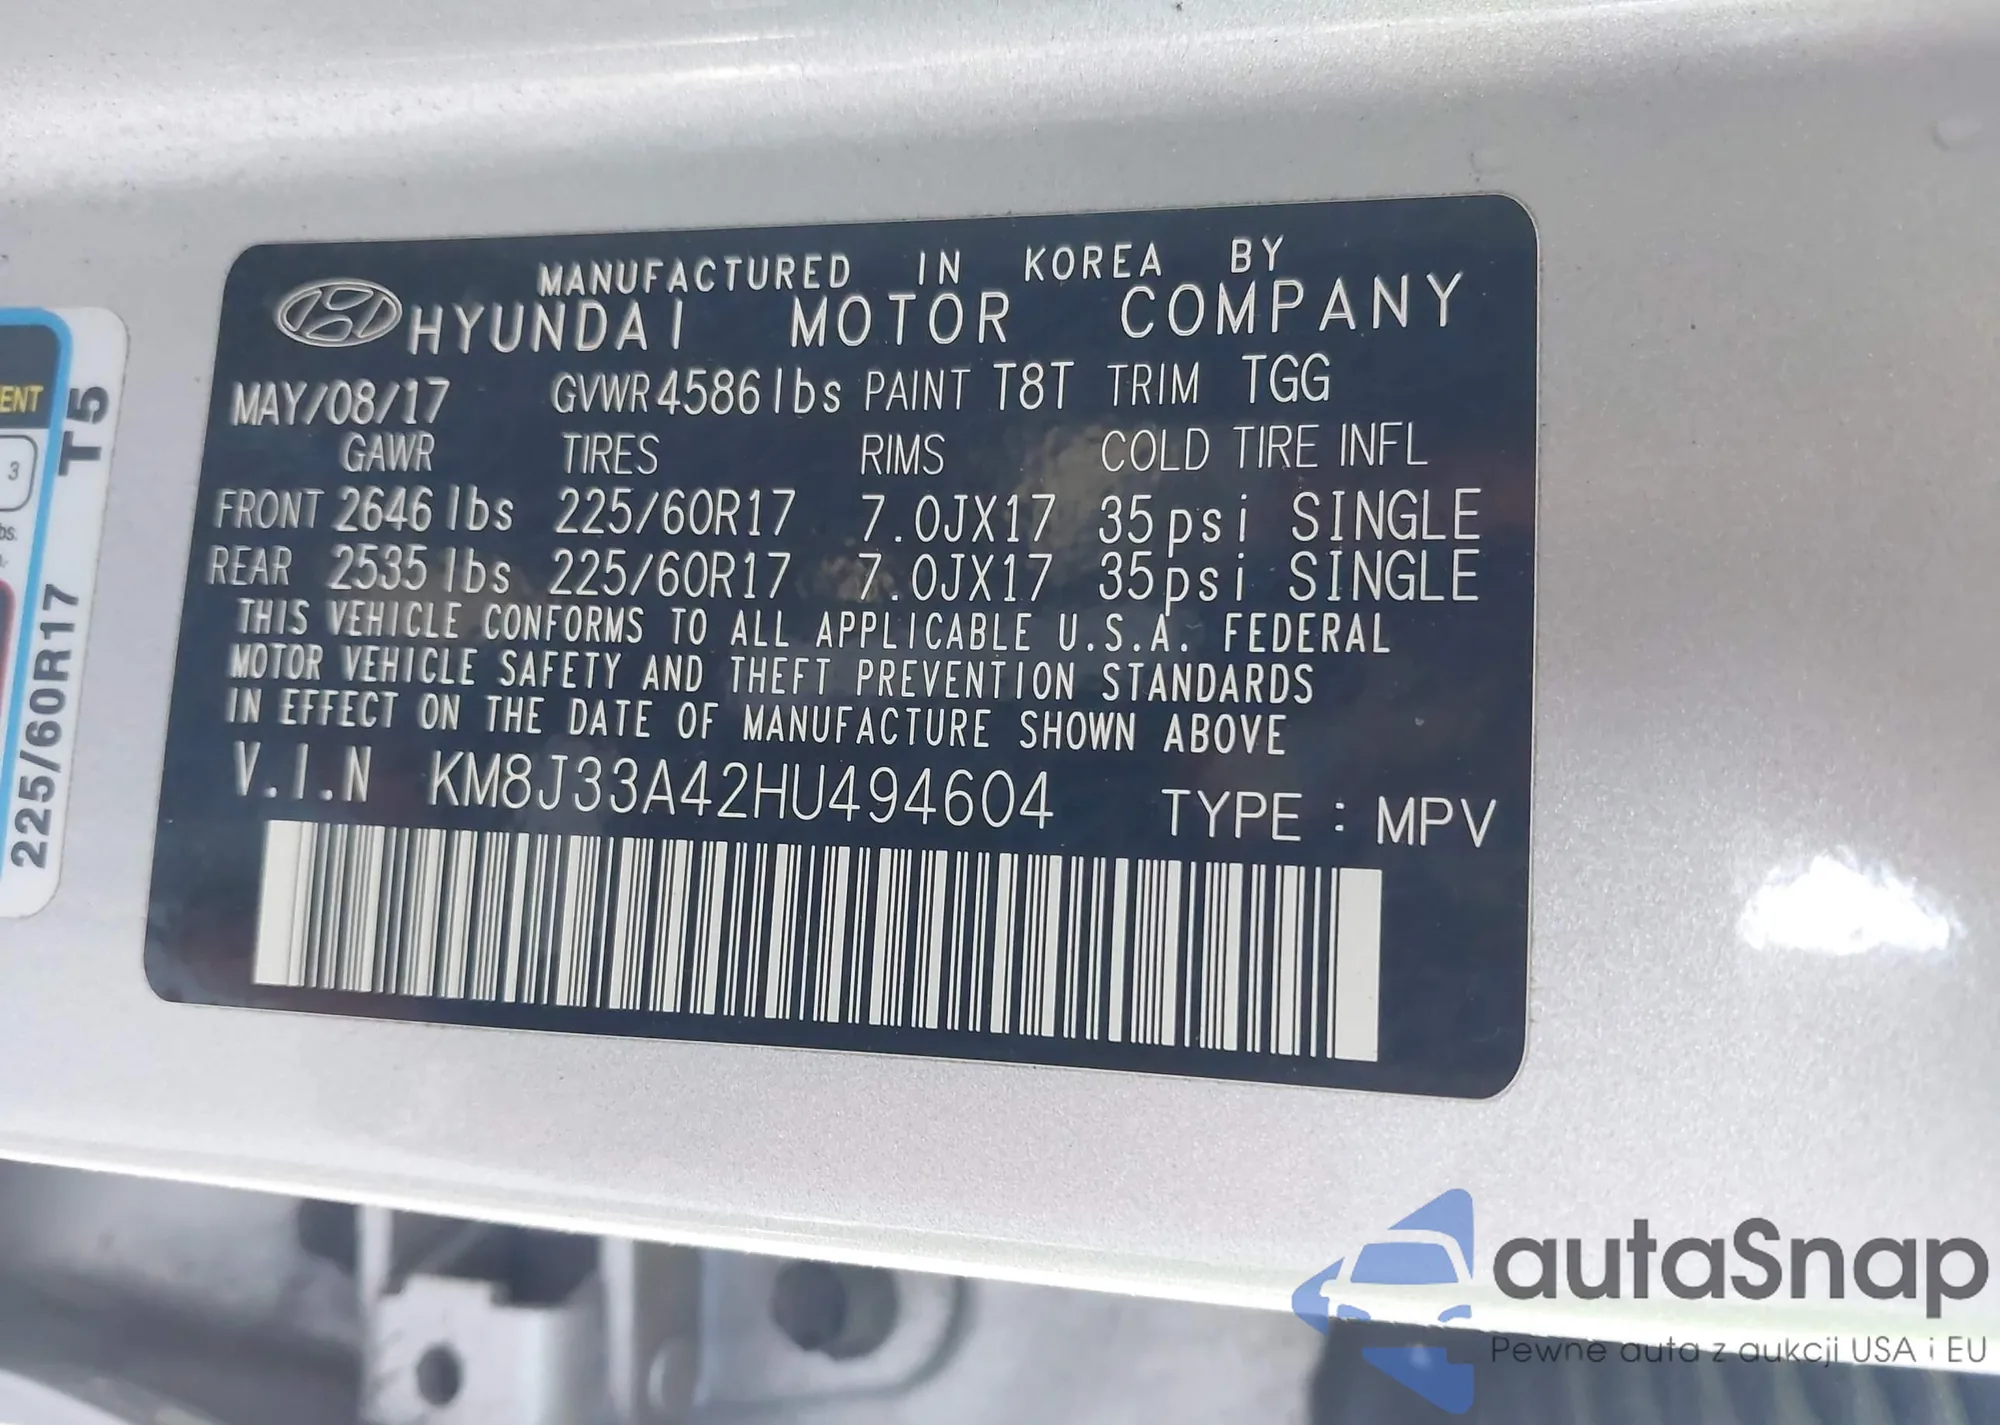 MANUFACTURED IN KOREA BY
HYUNDAI MOTOR COMPANY
MAY/08/17 GVWR 4586 lbs PAINT T8T TRIM TGG
GAWR TIRES RIMS COLD TIRE INFL
FRONT 2646 lbs 225/60R17 7.0JX17 35psi SINGLE
REAR 2535 lbs 225/60R17 7.0JX17 35psi SINGLE
THIS VEHICLE CONFORMS TO ALL APPLICABLE U.S.A. FEDERAL
MOTOR VEHICLE SAFETY AND THEFT PREVENTION STANDARDS
IN EFFECT ON THE DATE OF MANUFACTURE SHOWN ABOVE
V.I.N KM8J33A42HU494604 TYPE : MPV
ENT
3
225/60R17 T5
autaSnap
Pewne auta z aukcji USA i EU